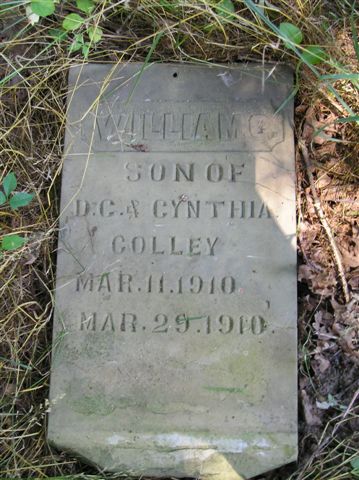 WILLIAM G.
SON OF
D.C. & CYNTHIA
COLLEY
MAR. 11. 1910
MAR. 29. 1910